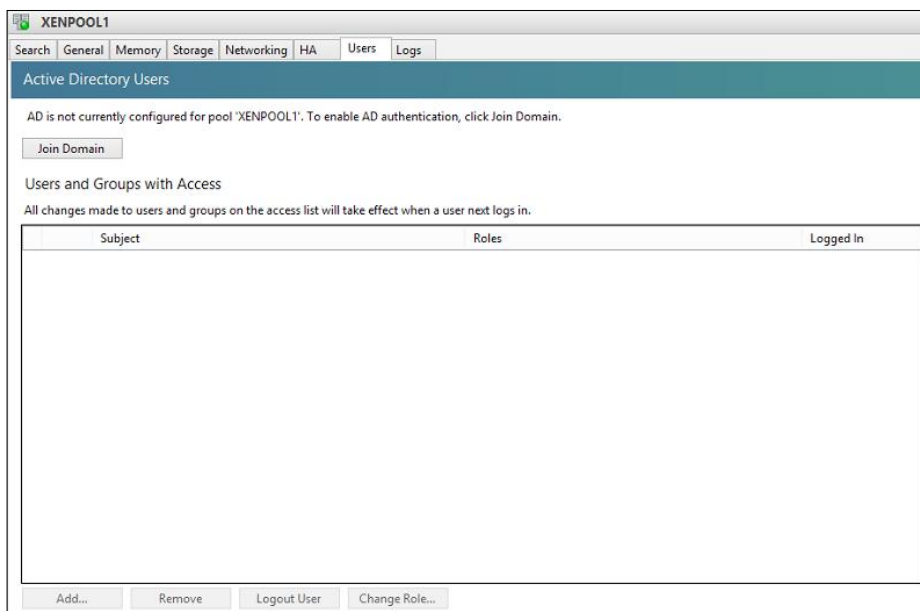 XENPOOL1
Search General Memory Storage Networking HA Users Logs
Active Directory Users
AD is not currently configured for pool 'XENPOOL1'. To enable AD authentication, click Join Domain.
Join Domain
Users and Groups with Access
All changes made to users and groups on the access list will take effect when a user next logs in.
Subject Roles Logged In
Add... Remove Logout User Change Role...